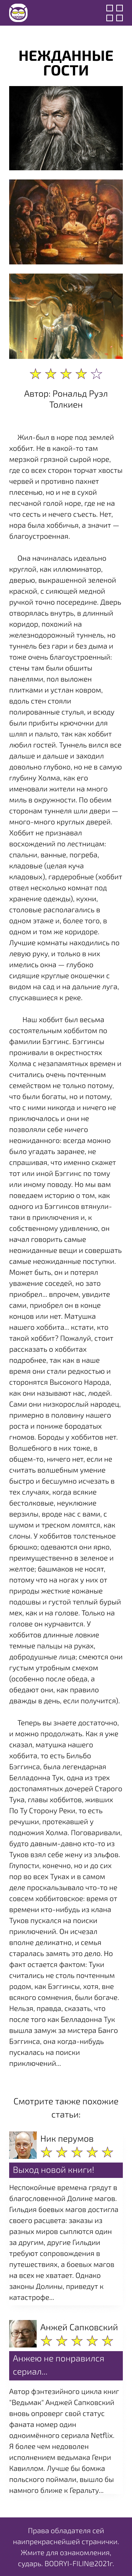 НЕЖДАННЫЕ
ГОСТИ
Автор: Рональд Руэл
Толкиен
Жил-был в норе под землей
хоббит. Не в какой-то там
мерзкой грязной сырой норе,
где со всех сторон торчат хвосты
червей и противно пахнет
плесенью, но и не в сухой
песчаной голой норе, где не на
что сесть и нечего съесть. Нет,
нора была хоббичья, а значит —
благоустроенная.
Она начиналась идеально
круглой, как иллюминатор,
дверью, выкрашенной зеленой
краской, с сияющей медной
ручкой точно посередине. Дверь
отворялась внутрь, в длинный
коридор, похожий на
железнодорожный туннель, но
туннель без гари и без дыма и
тоже очень благоустроенный:
стены там были обшиты
панелями, пол выложен
плитками и устлан ковром,
вдоль стен стояли
полированные стулья, и всюду
были прибиты крючочки для
шляп и пальто, так как хоббит
любил гостей. Туннель вился все
дальше и дальше и заходил
довольно глубоко, но не в самую
глубину Холма, как его
именовали жители на много
миль в окружности. По обеим
сторонам туннеля шли двери —
много-много круглых дверей.
Хоббит не признавал
восхождений по лестницам:
спальни, ванные, погреба,
кладовые (целая куча
кладовых), гардеробные (хоббит
отвел несколько комнат под
хранение одежды), кухни,
столовые располагались в
одном этаже и, более того, в
одном и том же коридоре.
Лучшие комнаты находились по
левую руку, и только в них
имелись окна — глубоко
сидящие круглые окошечки с
видом на сад и на дальние луга,
спускавшиеся к реке.
Наш хоббит был весьма
состоятельным хоббитом по
фамилии Бэггинс. Бэггинсы
проживали в окрестностях
Холма с незапамятных времен и
считались очень почтенным
семейством не только потому,
что были богаты, но и потому,
что с ними никогда и ничего не
приключалось и они не
позволяли себе ничего
неожиданного: всегда можно
было угадать заранее, не
спрашивая, что именно скажет
тот или иной Бэггинс по тому
или иному поводу. Но мы вам
поведаем историю о том, как
одного из Бэггинсов втянули-
таки в приключения и, к
собственному удивлению, он
начал говорить самые
неожиданные вещи и совершать
самые неожиданные поступки.
Может быть, он и потерял
уважение соседей, но зато
приобрел... впрочем, увидите
сами, приобрел он в конце
концов или нет. Матушка
нашего хоббита... кстати, кто
такой хоббит? Пожалуй, стоит
рассказать о хоббитах
подробнее, так как в наше
время они стали редкостью и
сторонятся Высокого Народа,
как они называют нас, людей.
Сами они низкорослый народец,
примерно в половину нашего
роста и пониже бородатых
гномов. Бороды у хоббитов нет.
Волшебного в них тоже, в
общем-то, ничего нет, если не
считать волшебным умение
быстро и бесшумно исчезать в
тех случаях, когда всякие
бестолковые, неуклюжие
верзилы, вроде нас с вами, с
шумом и треском ломятся, как
слоны. У хоббитов толстенькое
брюшко; одеваются они ярко,
преимущественно в зеленое и
желтое; башмаков не носят,
потому что на ногах у них от
природы жесткие кожаные
подошвы и густой теплый бурый
мех, как и на голове. Только на
голове он курчавится. У
хоббитов длинные ловкие
темные пальцы на руках,
добродушные лица; смеются они
густым утробным смехом
(особенно после обеда, а
обедают они, как правило,
дважды в день, если получится).
Теперь вы знаете достаточно,
и можно продолжать. Как я уже
сказал, матушка нашего
хоббита, то есть Бильбо
Бэггинса, была легендарная
Белладонна Тук, одна из трех
достопамятных дочерей Старого
Тука, главы хоббитов, живших
По Ту Сторону Реки, то есть
речушки, протекавшей у
подножия Холма. Поговаривали,
будто давным-давно кто-то из
Туков взял себе жену из эльфов.
Глупости, конечно, но и до сих
пор во всех Туках и в самом
деле проскальзывало что-то не
совсем хоббитовское: время от
времени кто-нибудь из клана
Туков пускался на поиски
приключений. Он исчезал
вполне деликатно, и семья
старалась замять это дело. Но
факт остается фактом: Туки
считались не столь почтенным
родом, как Бэггинсы, хотя, вне
всякого сомнения, были богаче.
Нельзя, правда, сказать, что
после того как Белладонна Тук
вышла замуж за мистера Банго
Бэггинса, она когда-нибудь
пускалась на поиски
приключений...
Смотрите также похожие
статьи:
Ник перумов
Выход новой книги!
Неспокойные времена грядут в
благословенной Долине магов.
Гильдия боевых магов достигла
своего расцвета: заказы из
разных миров сыплются один
за другим, другие Гильдии
требуют сопровождения в
путешествиях, а боевых магов
на всех не хватает. Однако
законы Долины, приведут к
катастрофе...
Анжей Сапковский
Анжею не понравился
сериал...
Автор фэнтезийного цикла книг
"Ведьмак" Анджей Сапковский
вновь опроверг свой статус
фаната номер один
одноимённого сериала Netflix.
Я более чем недоволен
исполнением ведьмака Генри
Кавиллом. Лучше бы бомжа
польского поймали, вышло бы
намного ближе к Геральту...
Права обладателя сей
наипрекраснейшей странички.
Жмите для ознакомления,
сударь. BODRYI-FILIN@2021г.